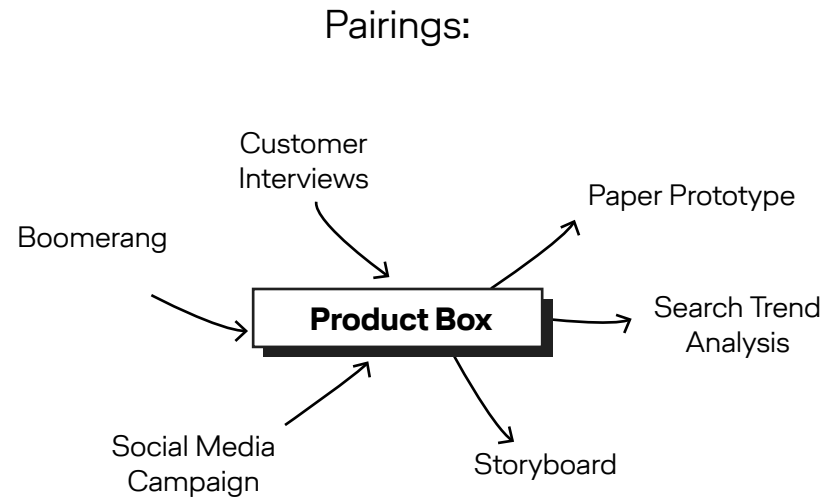 Pairings:
Customer
Interviews
Paper Prototype
Boomerang
Product Box
Search Trend
Analysis
Social Media
Campaign
Storyboard